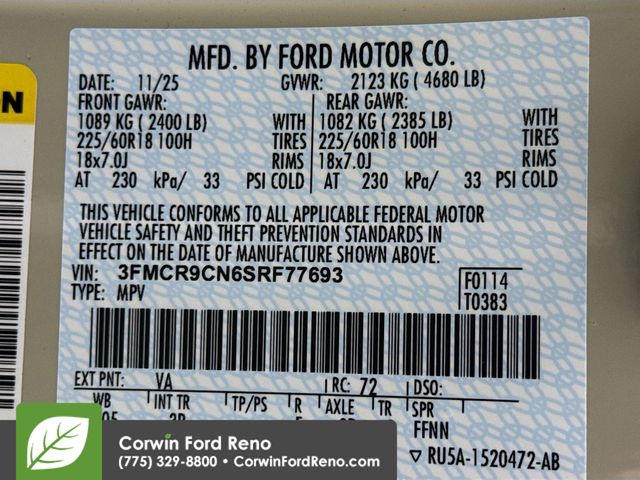 ON
MFD. BY FORD MOTOR CO.
DATE: 11/25 GVWR: 2123 KG ( 4680 LB)
FRONT GAWR: REAR GAWR:
1089 KG ( 2400 LB) WITH 1082 KG ( 2385 LB) WITH
225/60R18 100H TIRES 225/60R18 100H TIRES
18x7.0J RIMS 18x7.0J RIMS
AT 230 kPa/ 33 PSI COLD AT 230 kPa/ 33 PSI COLD
THIS VEHICLE CONFORMS TO ALL APPLICABLE FEDERAL MOTOR
VEHICLE SAFETY AND THEFT PREVENTION STANDARDS IN
EFFECT ON THE DATE OF MANUFACTURE SHOWN ABOVE.
VIN: 3FMCR9CN6SRF77693 F0114
TYPE: MPV T0383
EXT PNT: VA RC: 72 DSO:
WB INT TR TP/PS R AXLE TR SPR
FFNN
▽ RU5A-1520472-AB
Corwin Ford Reno
(775) 329-8800 • CorwinFordReno.com